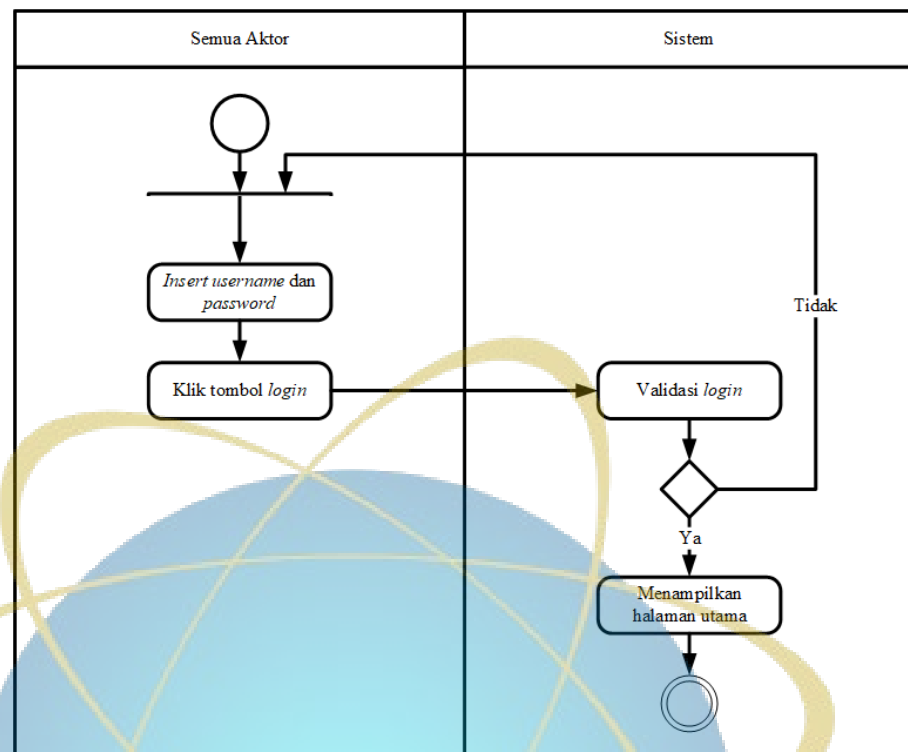 Semua Aktor
Sistem
Insert username dan
password
Tidak
Klik tombol login
Validasi login
Ya
Menampilkan
halaman utama